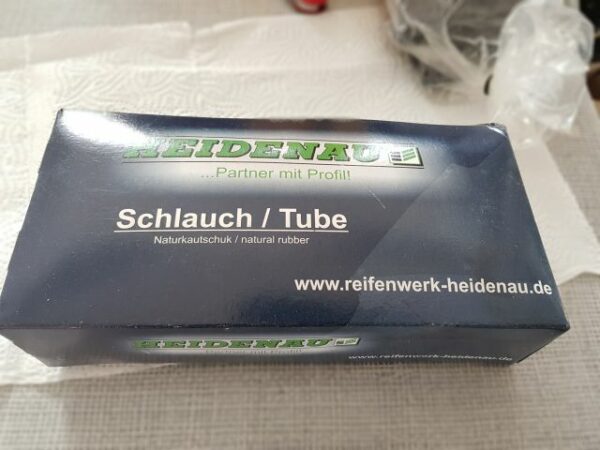 HEIDENAU
...Partner mit Profil!
Schlauch / Tube
Naturkautschuk / natural rubber
www.reifenwerk-heidenau.de
HEIDENAU
www.reifenwerk-heidenau.de